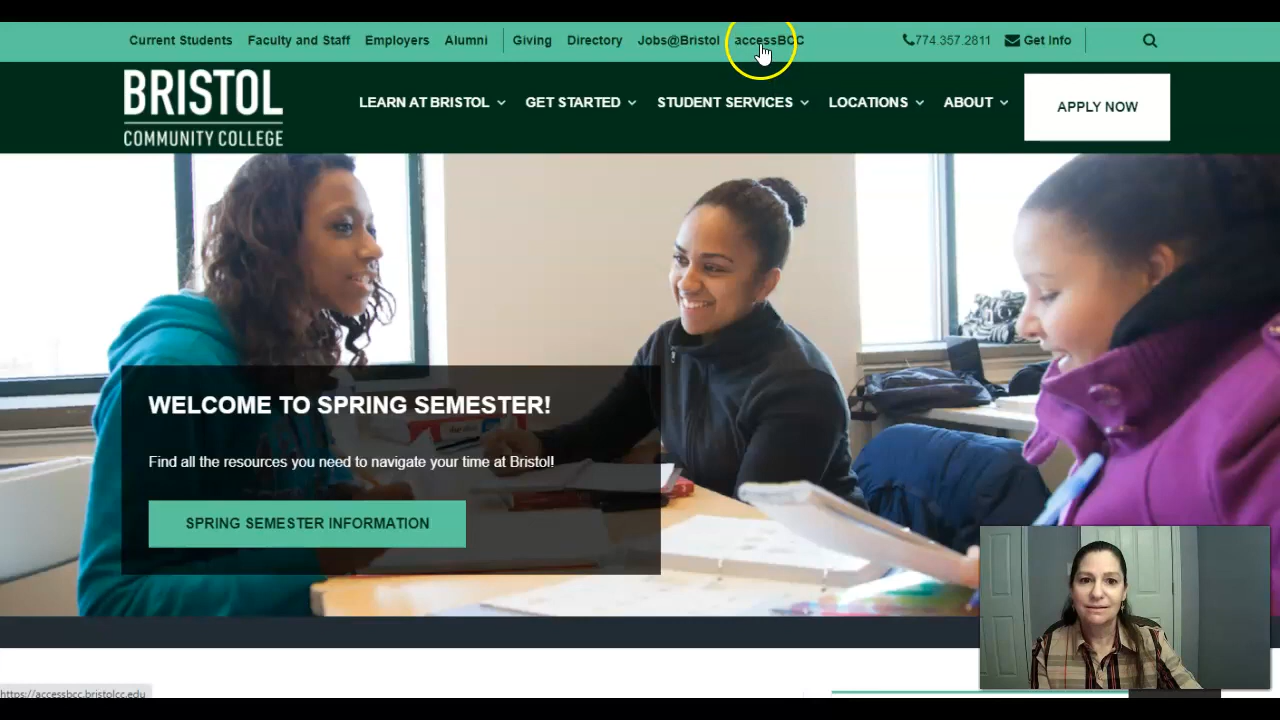 Current Students Faculty and Staff Employers Alumni Giving Directory Jobs@Bristol accessBCC 774.357.2811 Get Info
BRISTOL
COMMUNITY COLLEGE
LEARN AT BRISTOL GET STARTED STUDENT SERVICES LOCATIONS ABOUT APPLY NOW
WELCOME TO SPRING SEMESTER!
Find all the resources you need to navigate your time at Bristol!
SPRING SEMESTER INFORMATION
https://accessbcc.bristolcc.edu